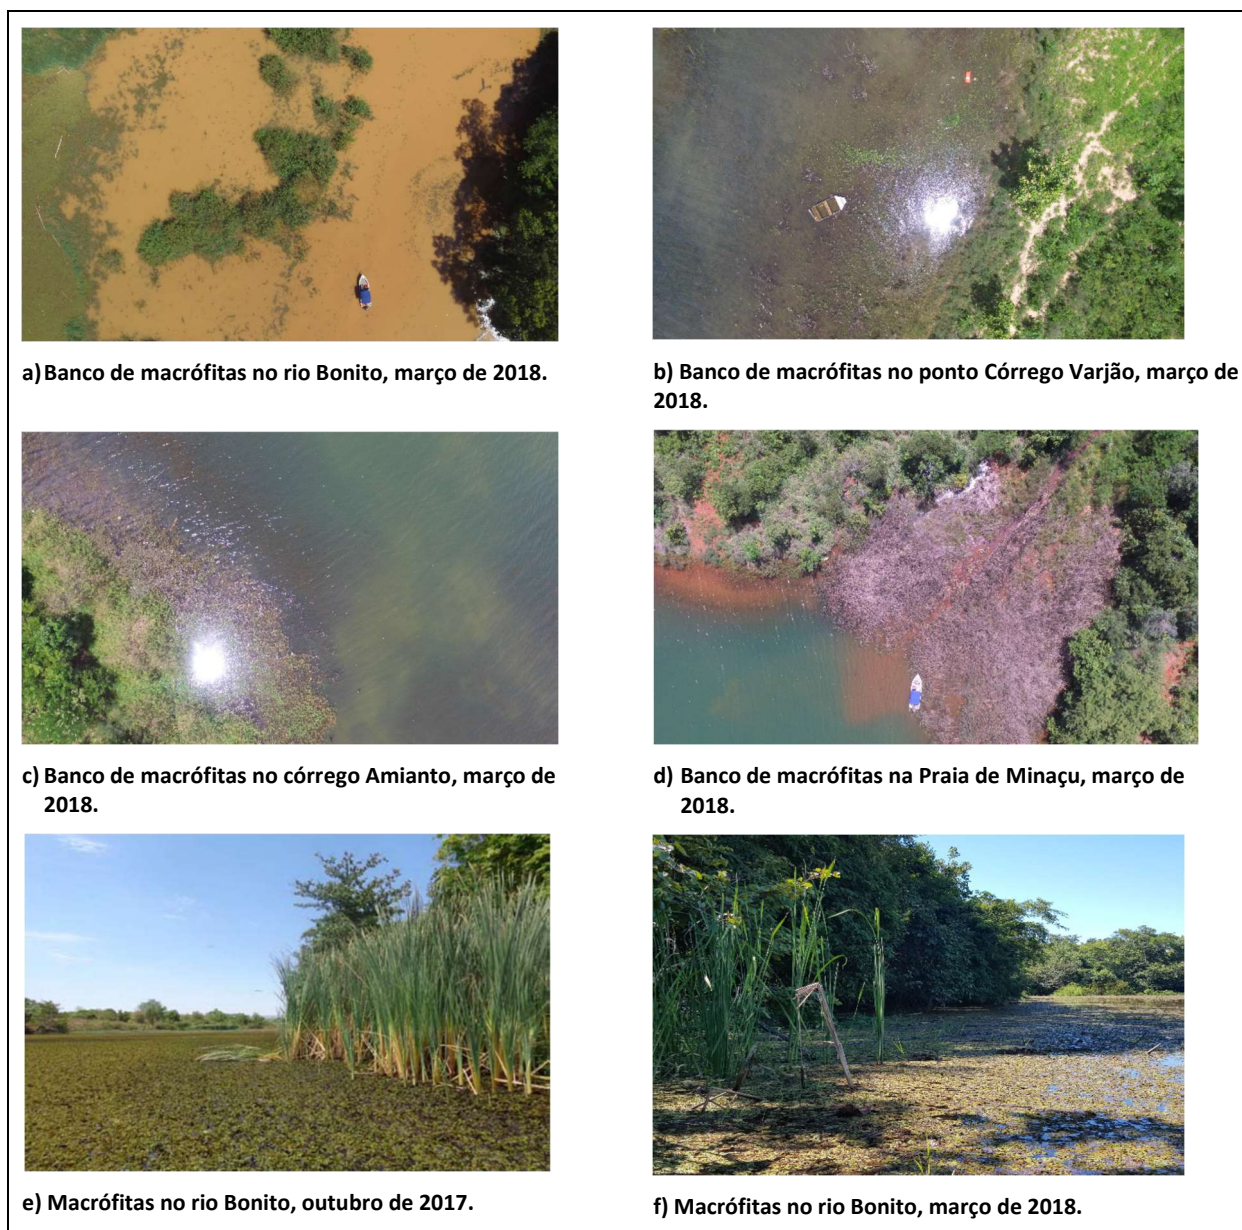 a) Banco de macrófitas no rio Bonito, março de 2018.
b) Banco de macrófitas no ponto Córrego Varjão, março de
2018.
c) Banco de macrófitas no córrego Amianto, março de
2018.
d) Banco de macrófitas na Praia de Minaçu, março de
2018.
e) Macrófitas no rio Bonito, outubro de 2017.
f) Macrófitas no rio Bonito, março de 2018.